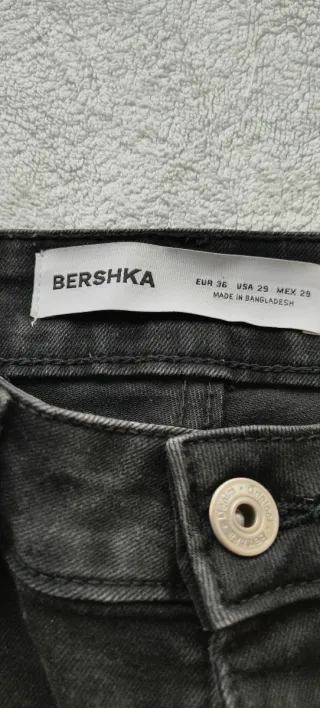 BERSHKA
EUR 36 USA 29 MEX 29
MADE IN BANGLADESH